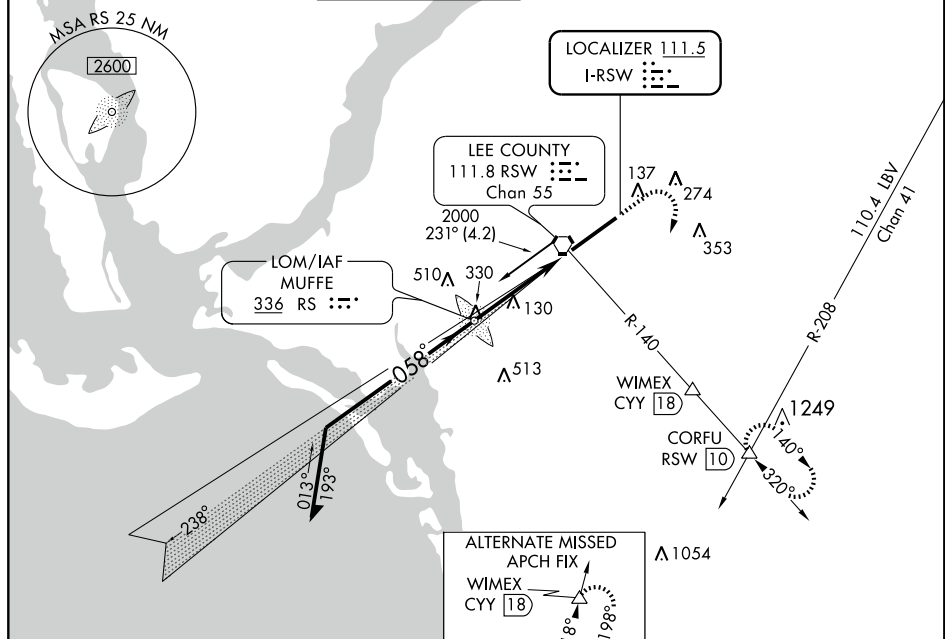 MSA RS 25 NM
2600
LOCALIZER 111.5
I-RSW
LEE COUNTY
111.8 RSW
Chan 55
2000
231° (4.2)
137
274
353
110.4 LBV
Chan 41
LOM/IAF
MUFFE
336 RS
510
330
130
513
058°
R-140
R-208
WIMEX
CYY 18
CORFU
RSW 10
1249
140°
320°
013°
193°
238°
1054
ALTERNATE MISSED
APCH FIX
WIMEX
CYY 18
198°